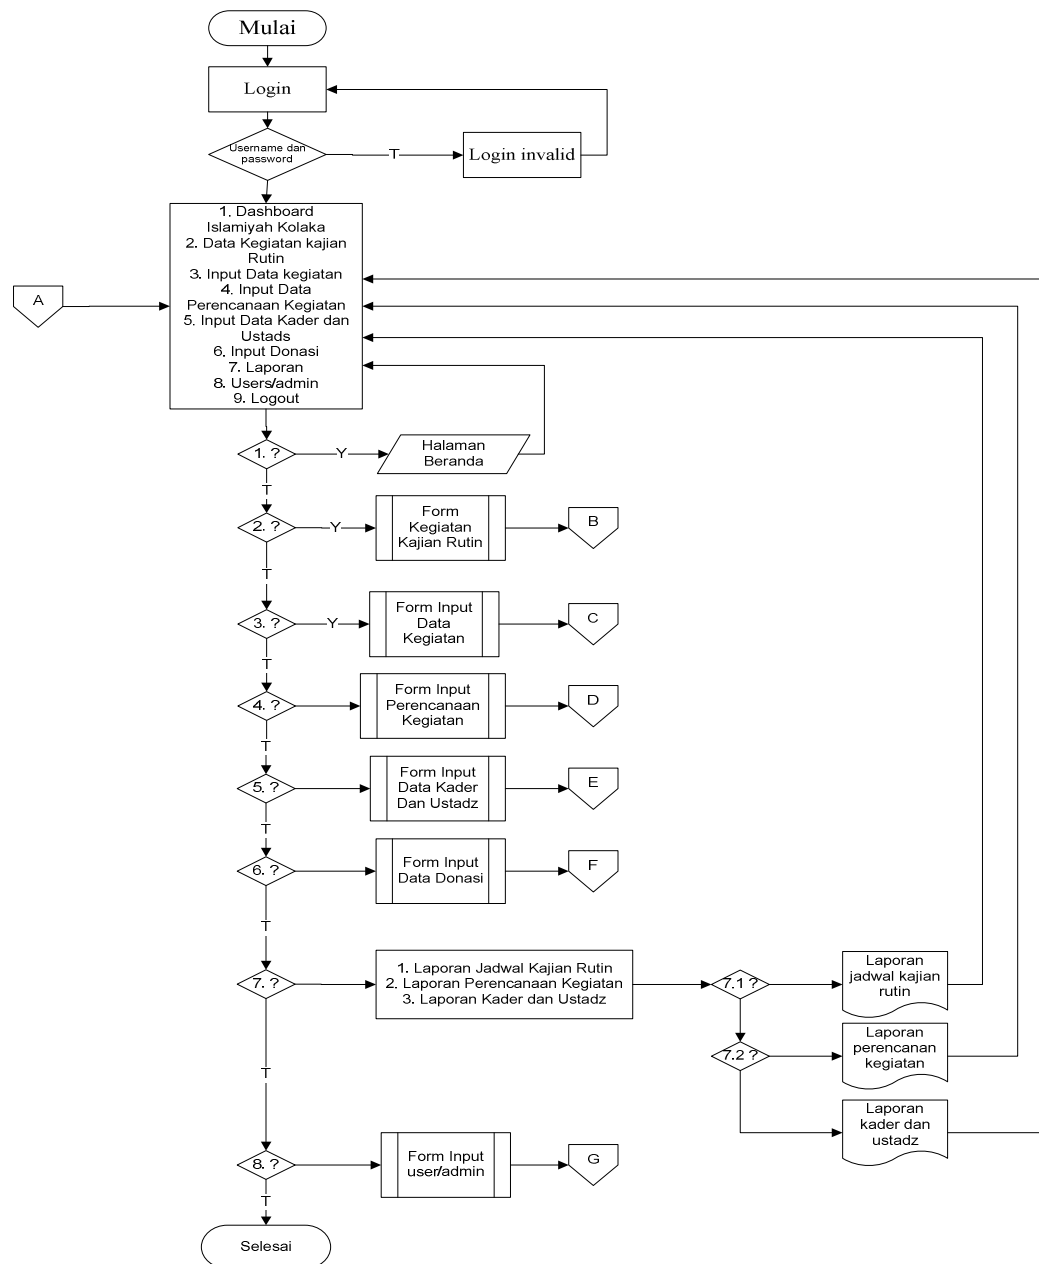 Mulai
Login
Username dan
password
T
Login invalid
1. Dashboard
Islamiyah Kolaka
2. Data Kegiatan kajian
Rutin
3. Input Data kegiatan
4. Input Data
Perencanaan Kegiatan
5. Input Data Kader dan
Ustads
6. Input Donasi
7. Laporan
8. Users/admin
9. Logout
A
1. ?
Y
Halaman
Beranda
T
2. ?
Y
Form
Kegiatan
Kajian Rutin
B
T
3. ?
Y
Form Input
Data
Kegiatan
C
T
4. ?
Form Input
Perencanaan
Kegiatan
D
T
5. ?
Form Input
Data Kader
Dan Ustadz
E
T
6. ?
Form Input
Data Donasi
F
T
7. ?
1. Laporan Jadwal Kajian Rutin
2. Laporan Perencanaan Kegiatan
3. Laporan Kader dan Ustadz
7.1 ?
Laporan
jadwal kajian
rutin
7.2 ?
Laporan
perencanan
kegiatan
T
Laporan
kader dan
ustadz
8. ?
Form Input
user/admin
G
T
Selesai